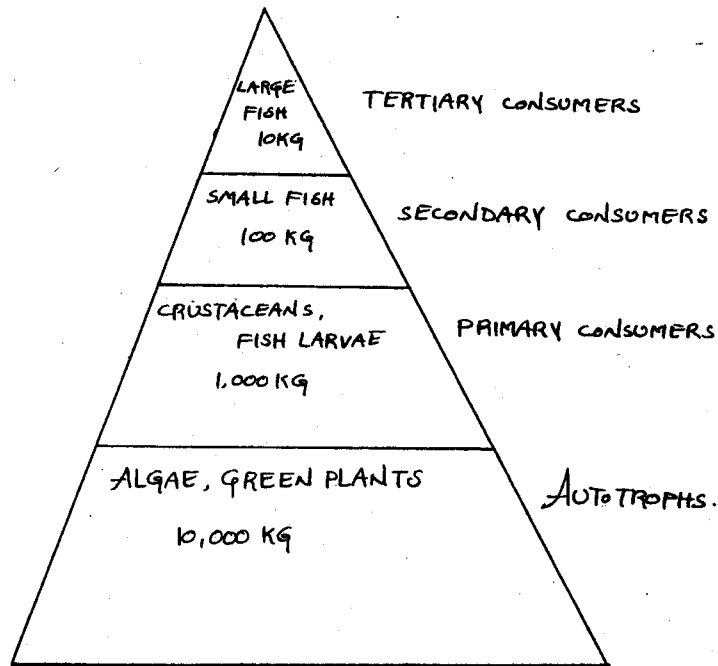 LARGE
FISH
10KG
TERTIARY CONSUMERS
SMALL FISH
100 KG
SECONDARY CONSUMERS
CRUSTACEANS,
FISH LARVAE
1,000 KG
PRIMARY CONSUMERS
ALGAE, GREEN PLANTS
10,000 KG
AUTOTROPHS.